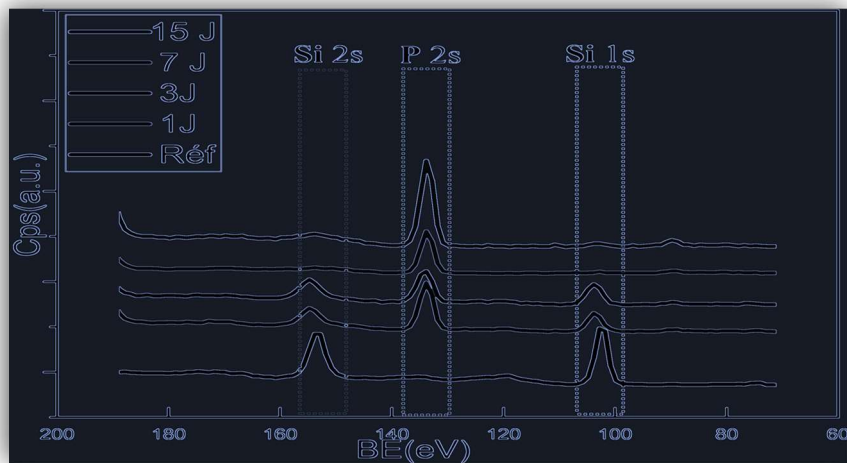 15 J
7 J
3J
1J
Réf
Si 2s
P 2s
Si 1s
Cps(a.u.)
200
180
160
140
120
100
80
60
BE(eV)